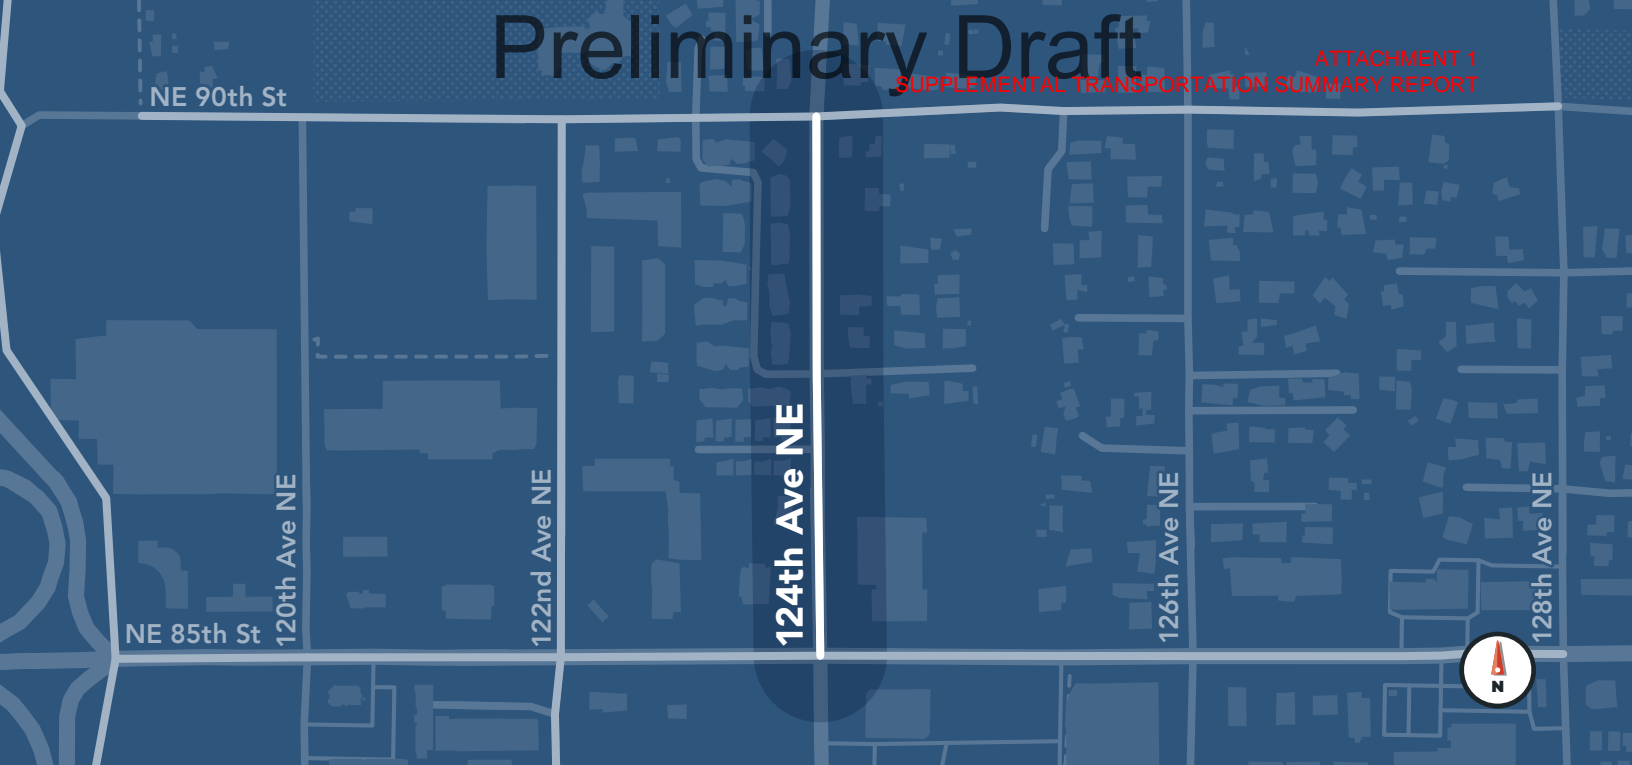 Preliminary Draft
ATTACHMENT 1
SUPPLEMENTAL TRANSPORTATION SUMMARY REPORT
NE 90th St
124th Ave NE
120th Ave NE
122nd Ave NE
126th Ave NE
128th Ave NE
NE 85th St
N